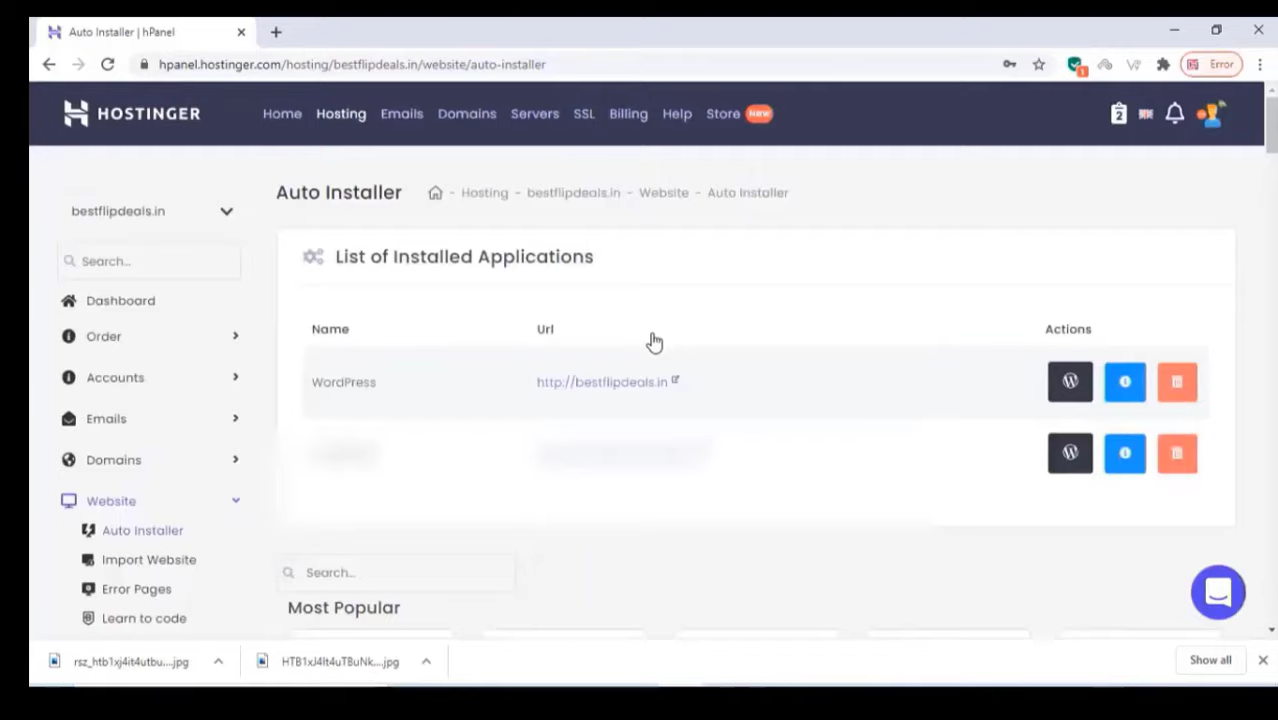 Auto Installer | hPanel
hpanel.hostinger.com/hosting/bestflipdeals.in/website/auto-installer
Error
HOSTINGER
Home Hosting Emails Domains Servers SSL Billing Help Store NEW
2
bestflipdeals.in
Auto Installer - Hosting - bestflipdeals.in - Website - Auto Installer
Search...
List of Installed Applications
Dashboard
Order
Name Url Actions
Accounts
WordPress http://bestflipdeals.in
Emails
Domains
Website
Auto Installer
Import Website
Search...
Error Pages
Most Popular
Learn to code
rsz_htb1xj4it4utbu....jpg
HTB1xJ4It4uTBuNk....jpg
Show all